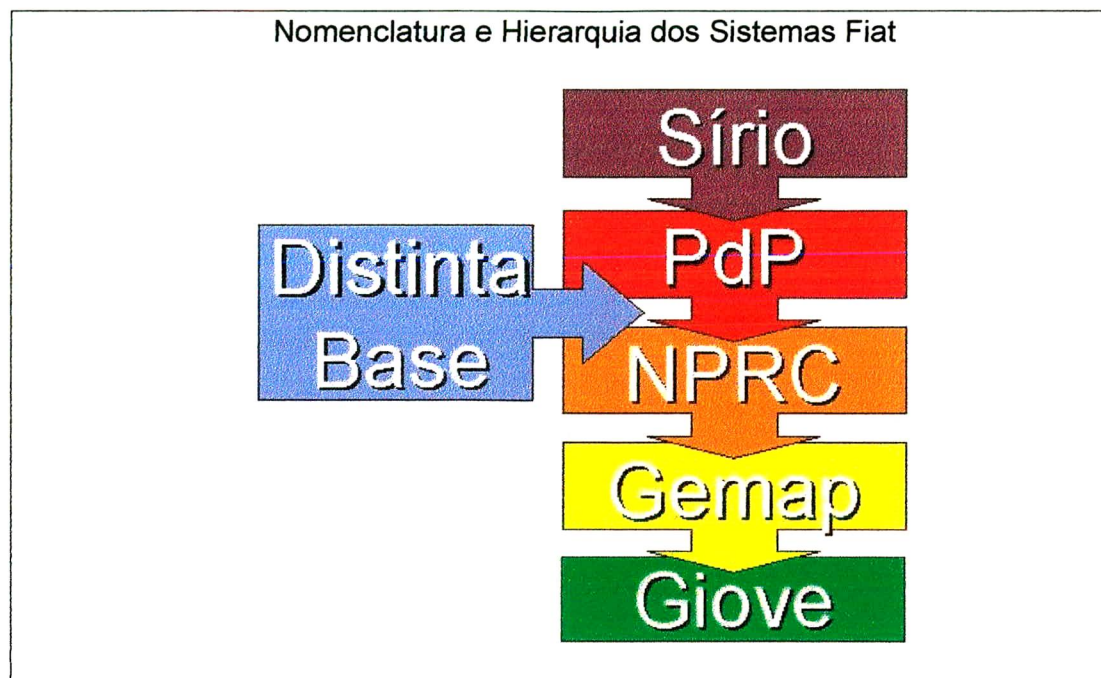 Nomenclatura e Hierarquia dos Sistemas Fiat
Sírio
PdP
Distinta
Base
NPRC
Gemap
Giove